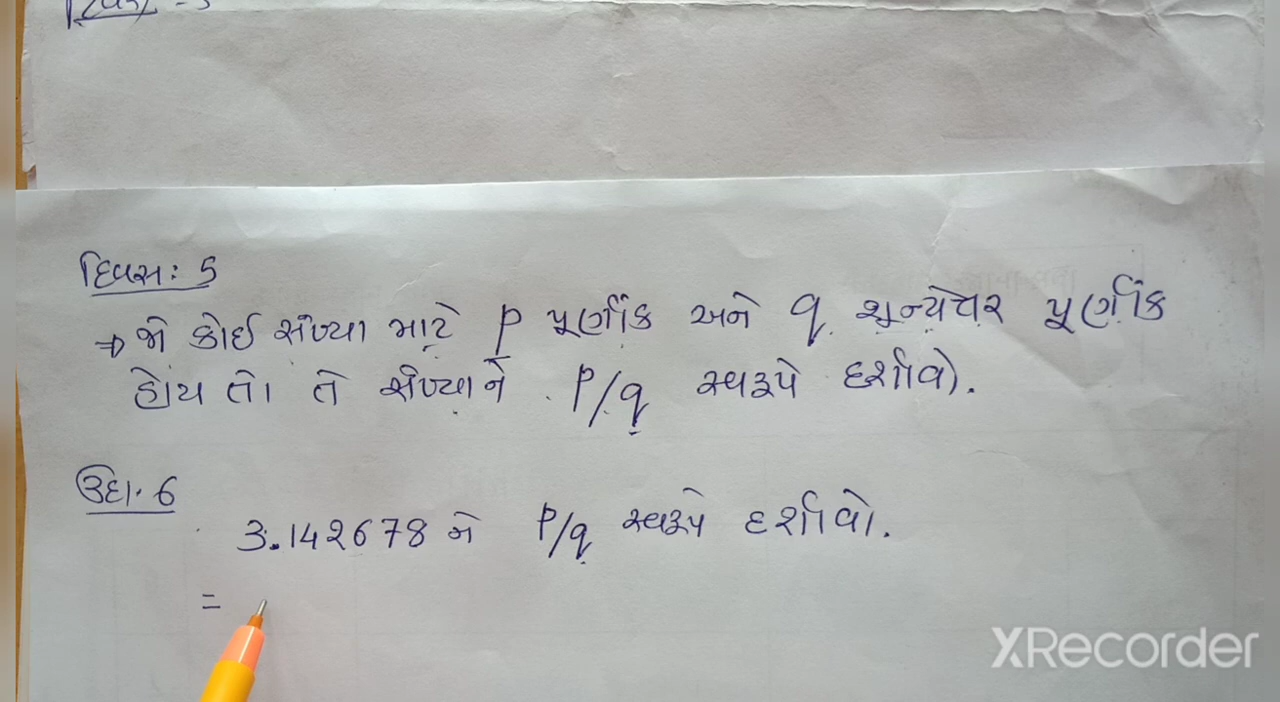 દિવસ: 5
⇒ જો કોઈ સંખ્યા માટે p પૂર્ણાંક અને q શૂન્યેત્તર પૂર્ણાંક
હોય તો તે સંખ્યાને p/q સ્વરૂપે દર્શાવો.
ઉદા. 6
3.142678 ને p/q સ્વરૂપે દર્શાવો.
=
XRecorder